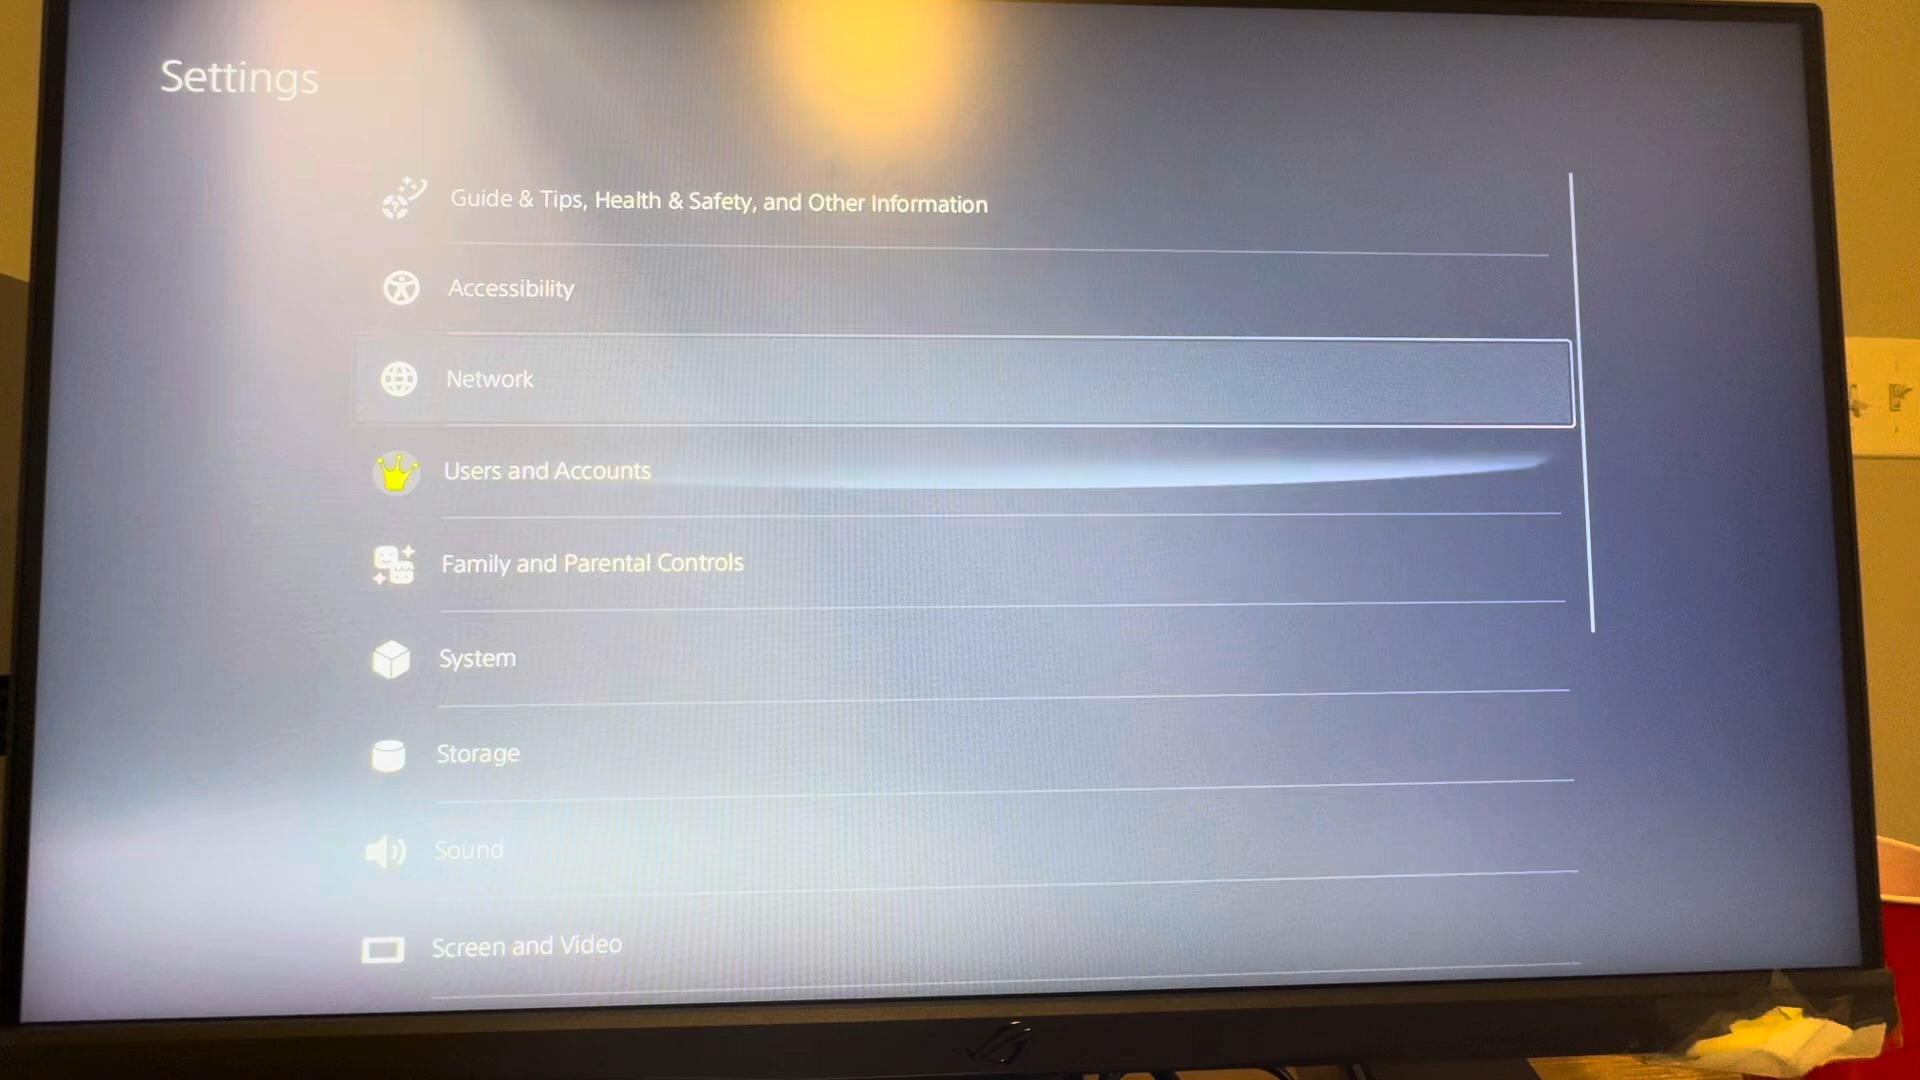 Settings
Guide & Tips, Health & Safety, and Other Information
Accessibility
Network
Users and Accounts
Family and Parental Controls
System
Storage
Sound
Screen and Video